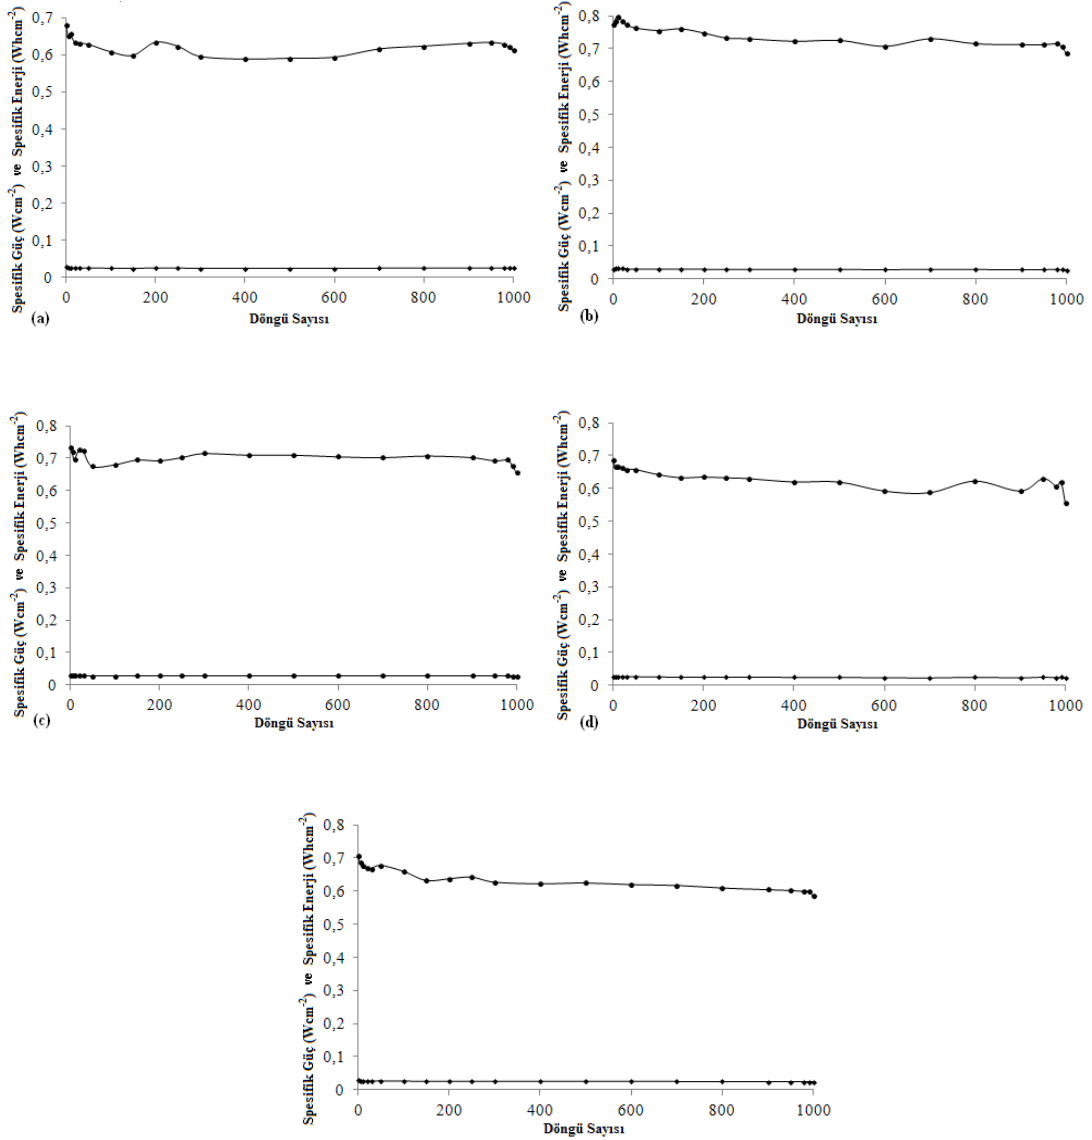 Spesifik Güç (Wcm-2) ve Spesifik Enerji (Whcm-2)
0,7
0,6
0,5
0,4
0,3
0,2
0,1
0
0 200 400 600 800 1000
Döngü Sayısı
(a)
Spesifik Güç (Wcm-2) ve Spesifik Enerji (Whcm-2)
0,8
0,7
0,6
0,5
0,4
0,3
0,2
0,1
0
0 200 400 600 800 1000
Döngü Sayısı
(b)
Spesifik Güç (Wcm-2) ve Spesifik Enerji (Whcm-2)
0,8
0,7
0,6
0,5
0,4
0,3
0,2
0,1
0
0 200 400 600 800 1000
Döngü Sayısı
(c)
Spesifik Güç (Wcm-2) ve Spesifik Enerji (Whcm-2)
0,8
0,7
0,6
0,5
0,4
0,3
0,2
0,1
0
0 200 400 600 800 1000
Döngü Sayısı
(d)
Spesifik Güç (Wcm-2) ve Spesifik Enerji (Whcm-2)
0,8
0,7
0,6
0,5
0,4
0,3
0,2
0,1
0
0 200 400 600 800 1000
Döngü Sayısı